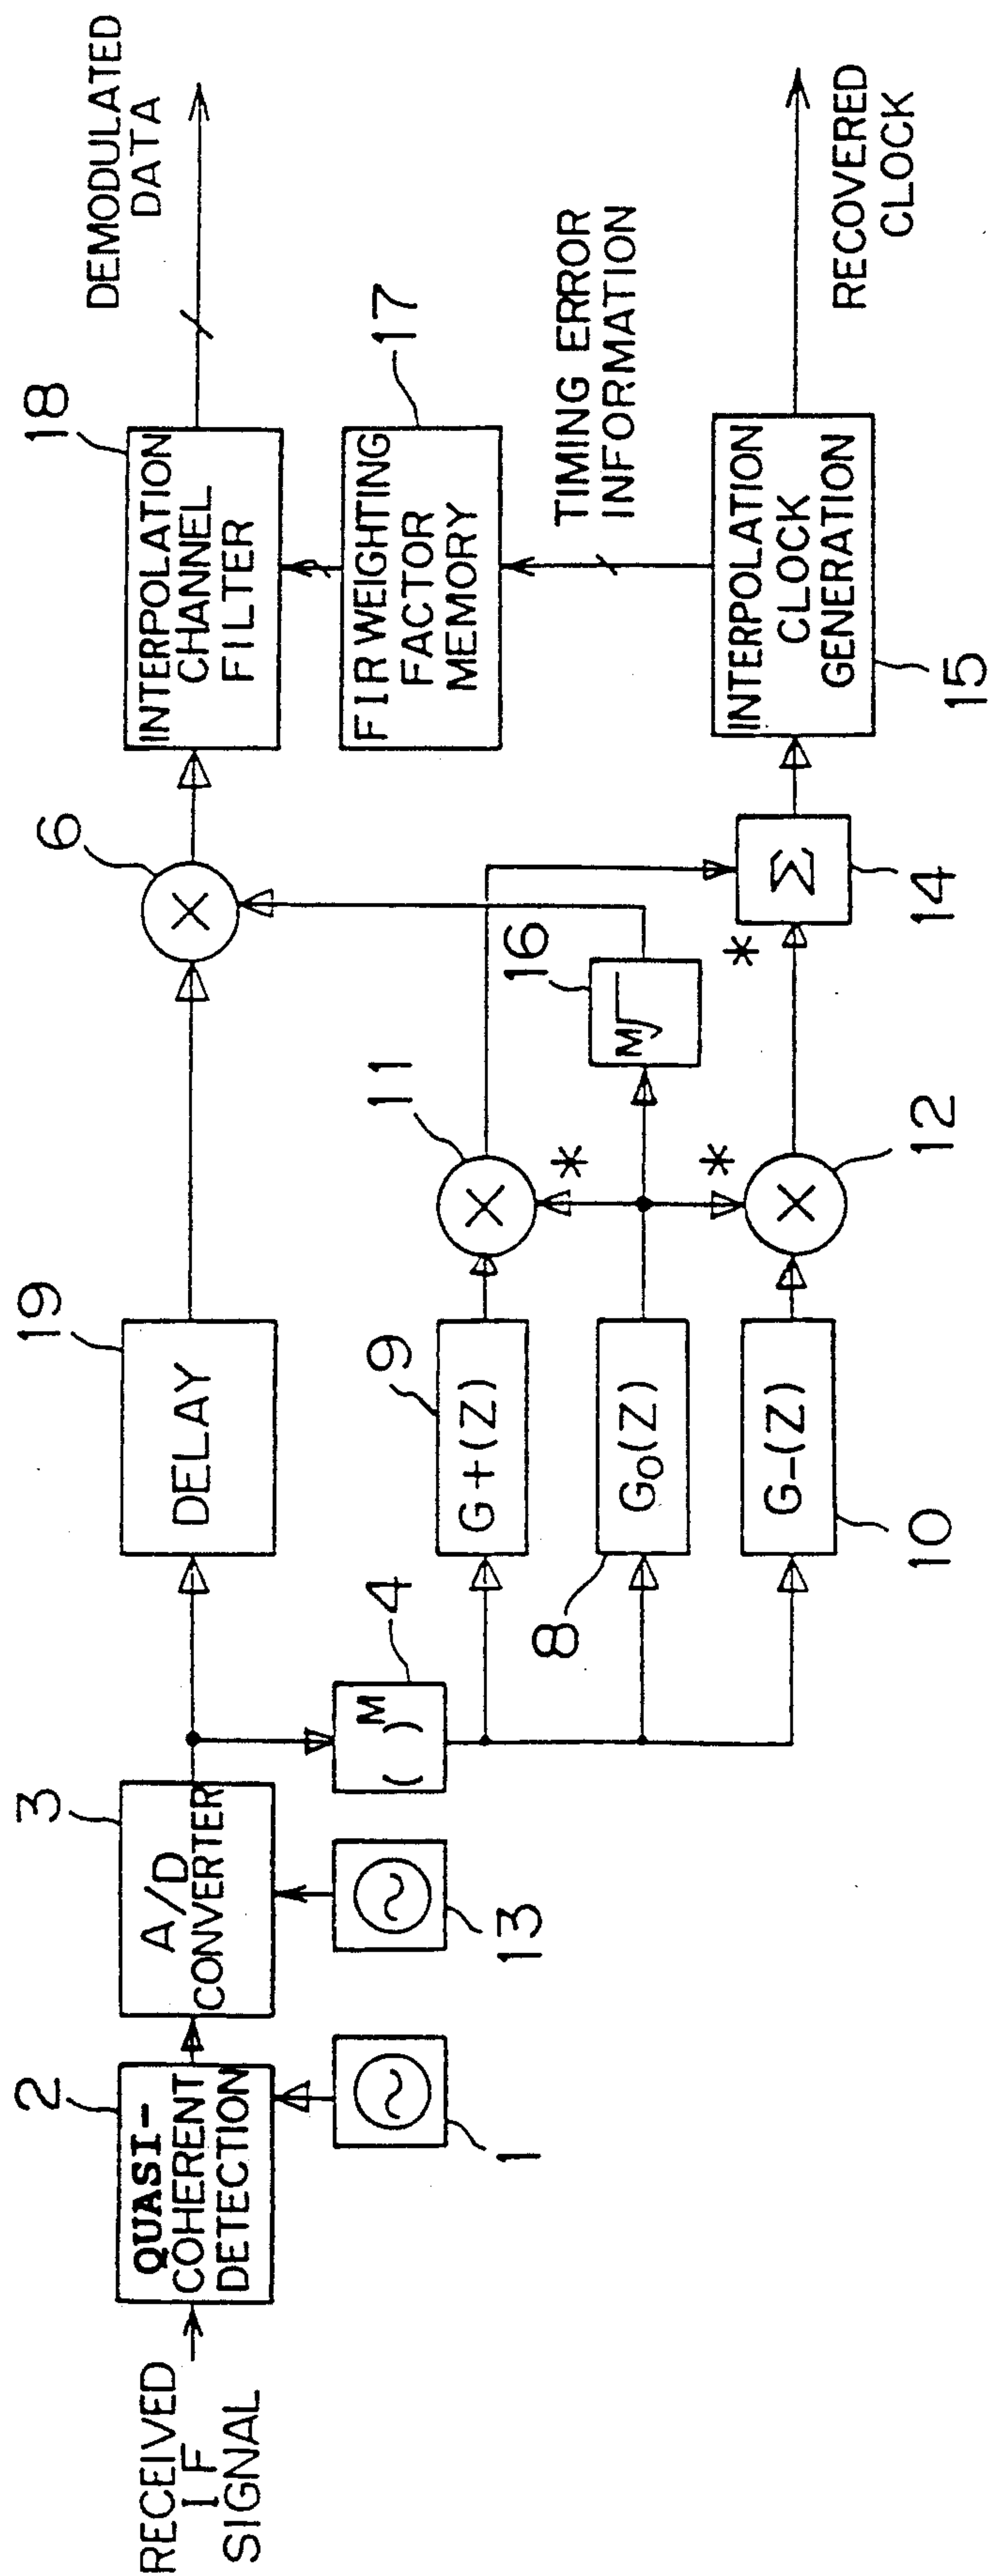 RECEIVED
IF
SIGNAL
2
QUASI-
COHERENT
DETECTION
1
3
A/D
CONVERTER
13
4
( )ᴹ
19
DELAY
9
G+(Z)
8
G₀(Z)
G-(Z)
10
11
×
*
*
×
12
16
ᴹ√
6
×
*
Σ
14
18
INTERPOLATION
CHANNEL
FILTER
17
FIR WEIGHTING
FACTOR
MEMORY
TIMING ERROR
INFORMATION
INTERPOLATION
CLOCK
GENERATION
15
DEMODULATED
DATA
RECOVERED
CLOCK